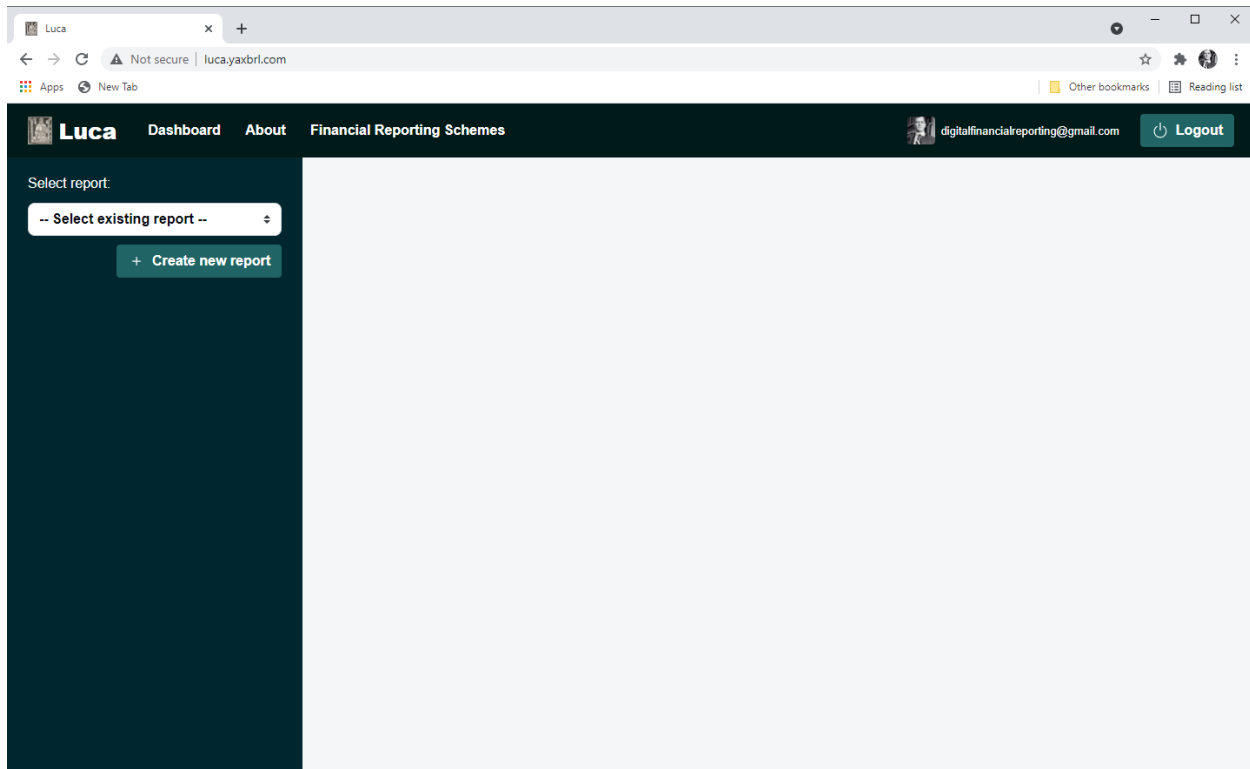 Luca
Not secure | luca.yaxbrl.com
Apps New Tab Other bookmarks Reading list
Luca Dashboard About Financial Reporting Schemes digitalfinancialreporting@gmail.com Logout
Select report:
-- Select existing report --
+ Create new report